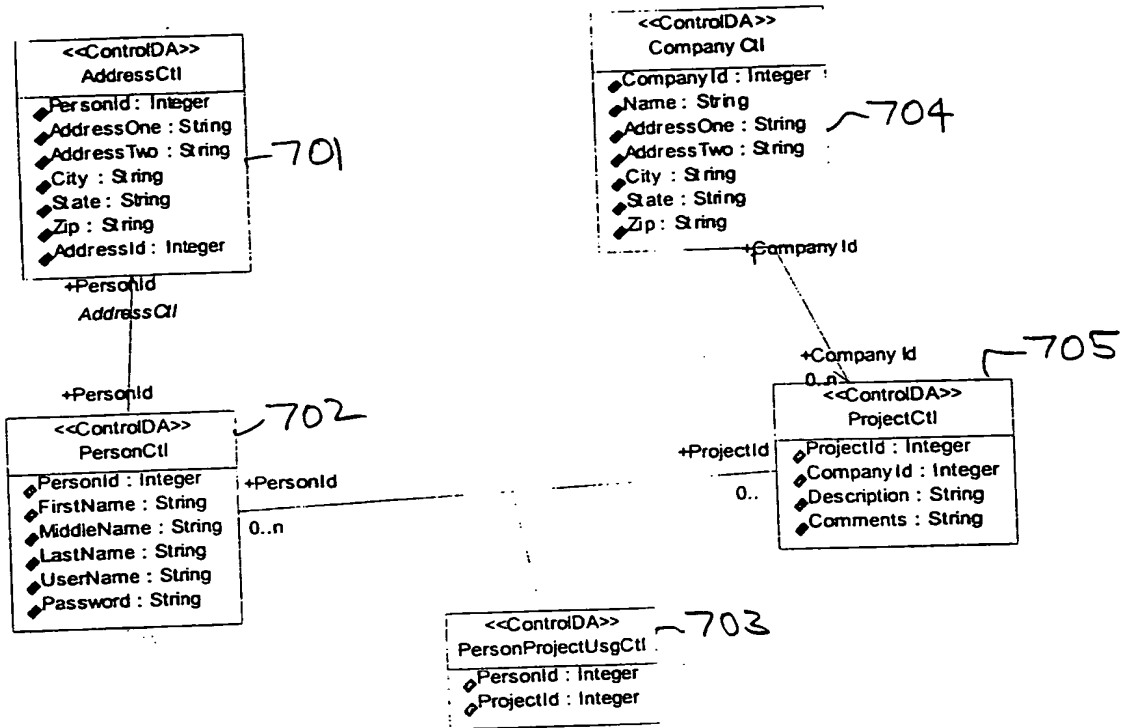 <<ControlDA>>
AddressCtl
PersonId : Integer
AddressOne : String
AddressTwo : String
City : String
State : String
Zip : String
AddressId : Integer
701
+PersonId
AddressCtl
+PersonId
<<ControlDA>>
CompanyCtl
CompanyId : Integer
Name : String
AddressOne : String
AddressTwo : String
City : String
State : String
Zip : String
704
+CompanyId
+CompanyId
0..n
705
<<ControlDA>>
PersonCtl
PersonId : Integer
FirstName : String
MiddleName : String
LastName : String
UserName : String
Password : String
702
+PersonId
0..n
+ProjectId
0..
<<ControlDA>>
ProjectCtl
ProjectId : Integer
CompanyId : Integer
Description : String
Comments : String
<<ControlDA>>
PersonProjectUsgCtl
PersonId : Integer
ProjectId : Integer
703